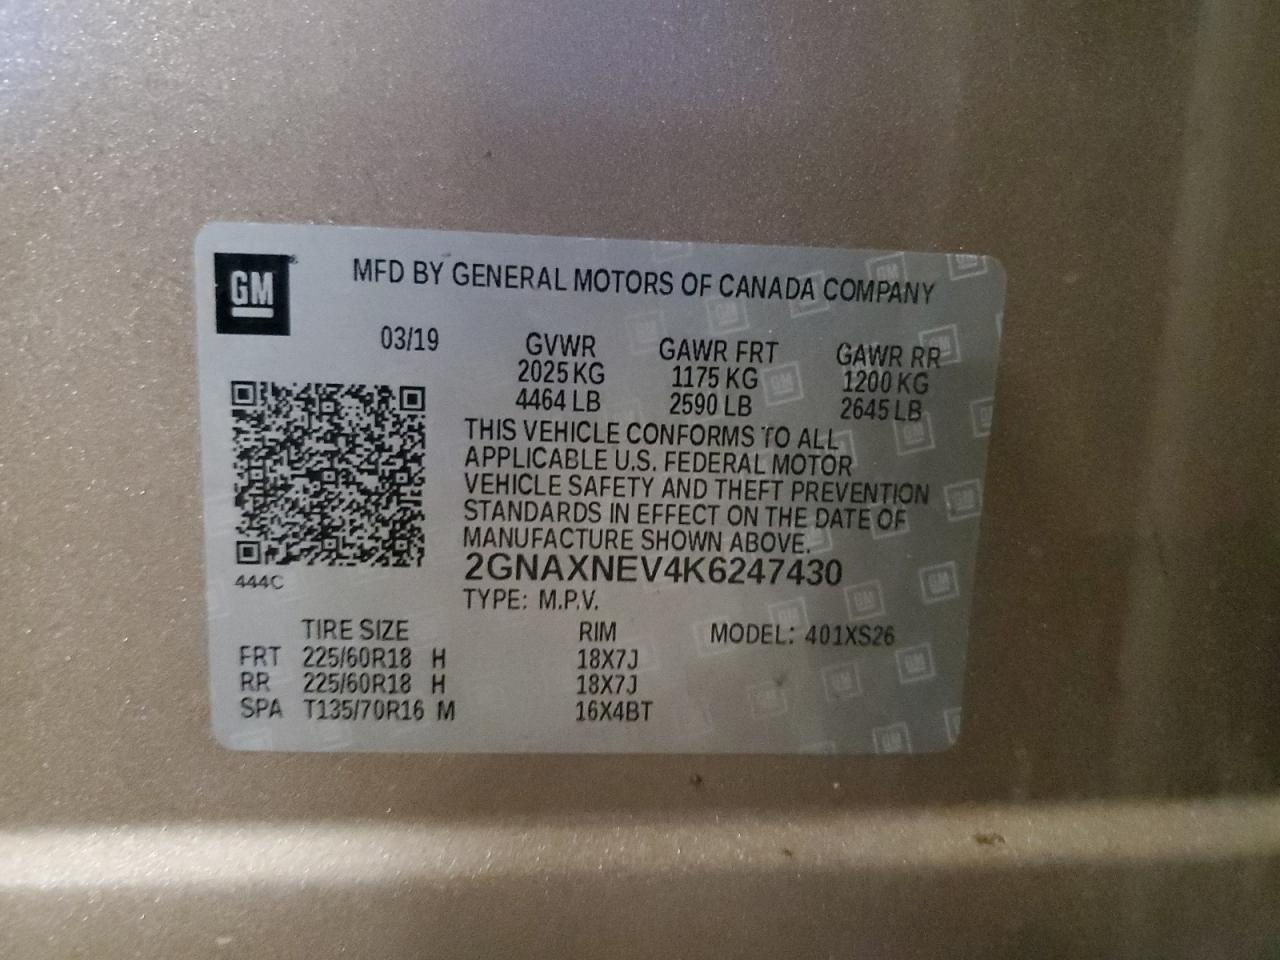 GM
MFD BY GENERAL MOTORS OF CANADA COMPANY
03/19 GVWR GAWR FRT GAWR RR
2025 KG 1175 KG 1200 KG
4464 LB 2590 LB 2645 LB
THIS VEHICLE CONFORMS TO ALL
APPLICABLE U.S. FEDERAL MOTOR
VEHICLE SAFETY AND THEFT PREVENTION
STANDARDS IN EFFECT ON THE DATE OF
MANUFACTURE SHOWN ABOVE.
2GNAXNEV4K6247430
444C
TYPE: M.P.V.
TIRE SIZE RIM MODEL: 401XS26
FRT 225/60R18 H 18X7J
RR 225/60R18 H 18X7J
SPA T135/70R16 M 16X4BT